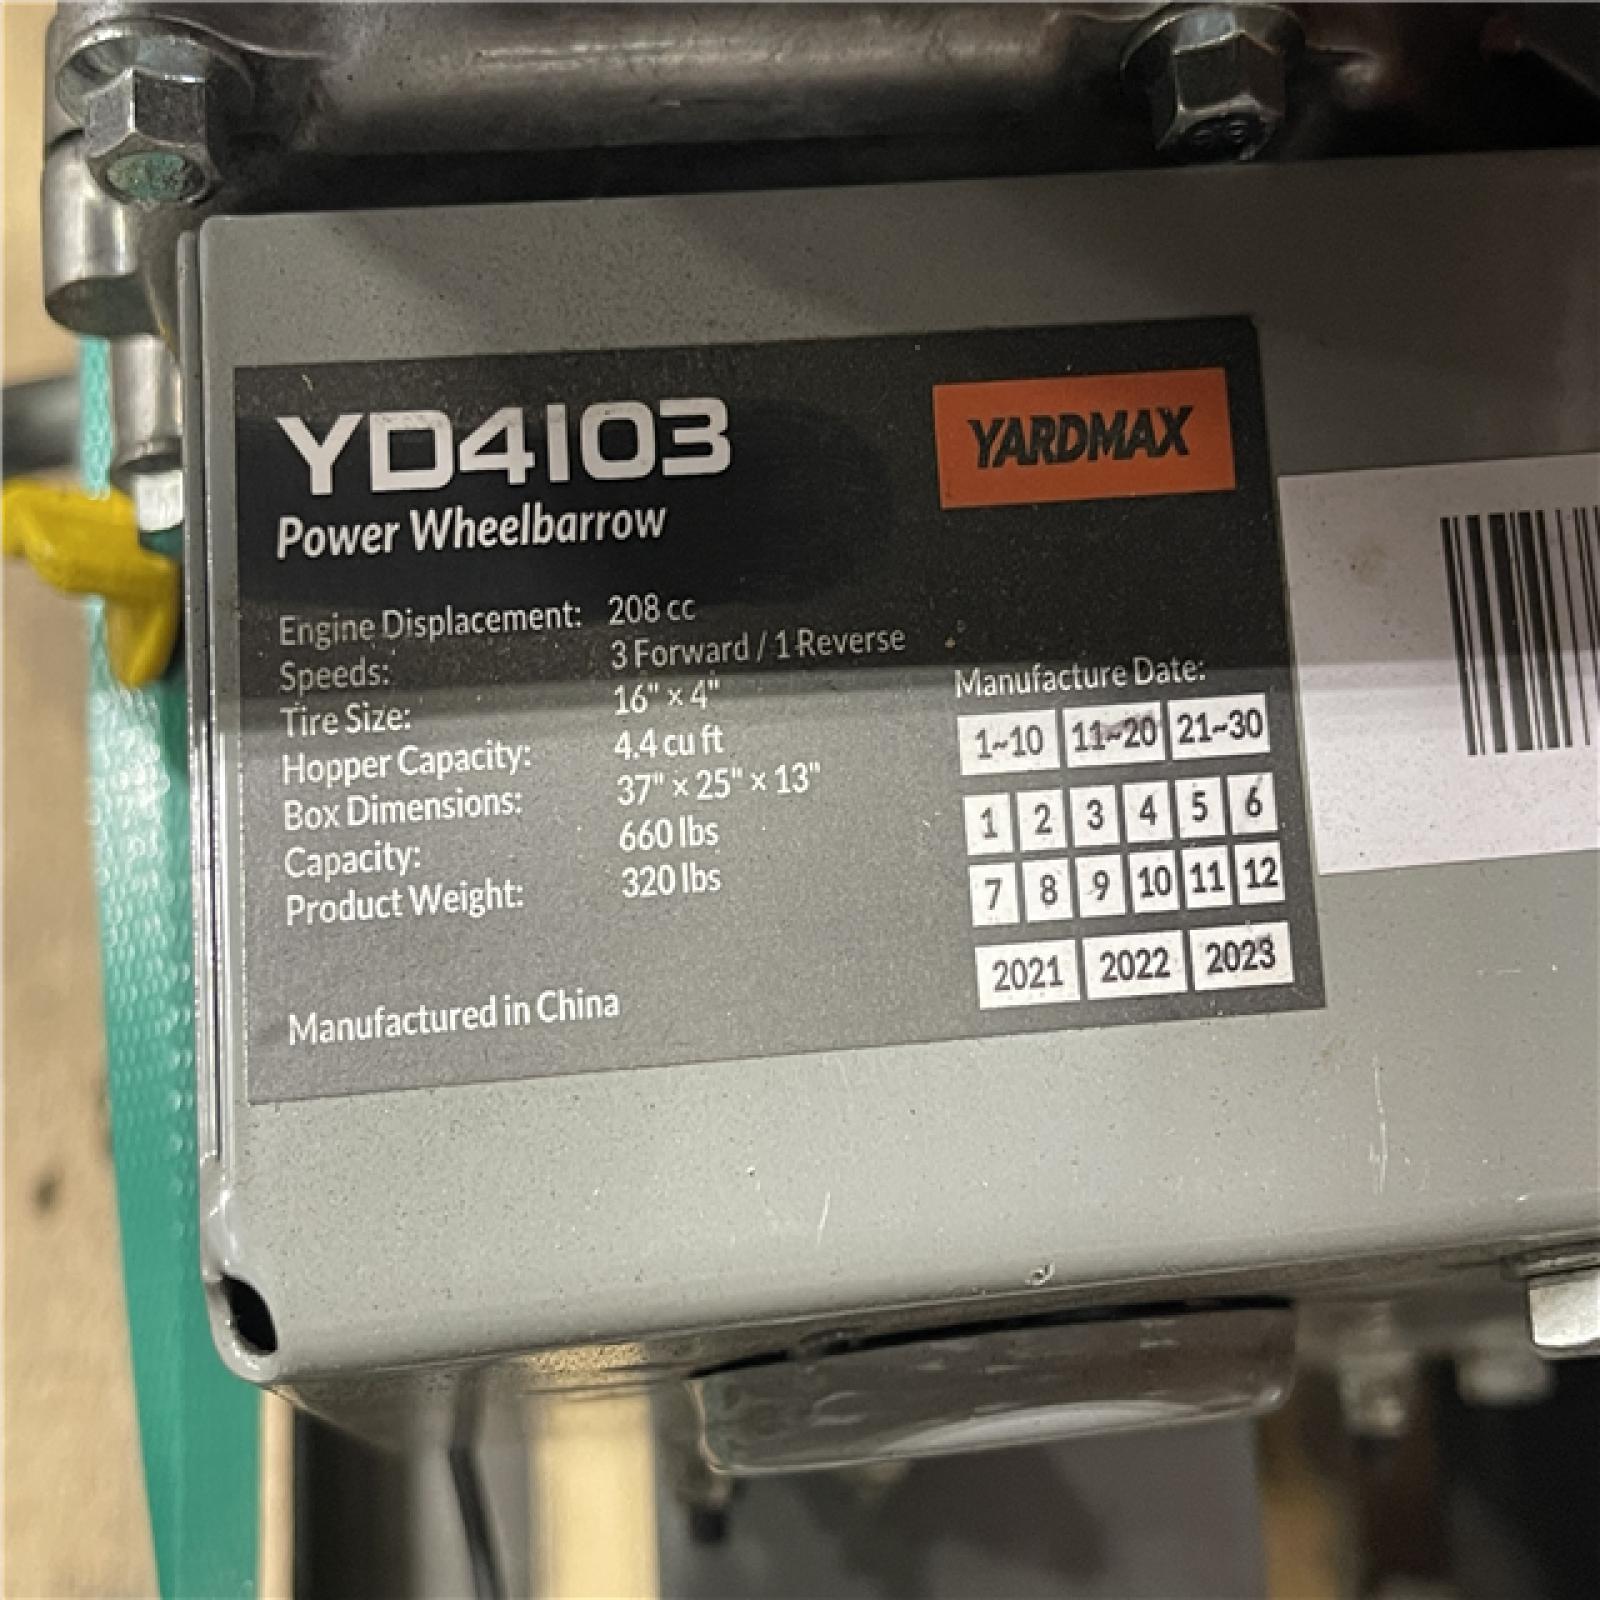 YD4103
YARDMAX
Power Wheelbarrow
Engine Displacement: 208 cc
Speeds: 3 Forward / 1 Reverse
Tire Size: 16" x 4"
Hopper Capacity: 4.4 cu ft
Box Dimensions: 37" x 25" x 13"
Capacity: 660 lbs
Product Weight: 320 lbs
Manufactured in China
Manufacture Date:
1~10 11~20 21~30
1 2 3 4 5 6
7 8 9 10 11 12
2021 2022 2023